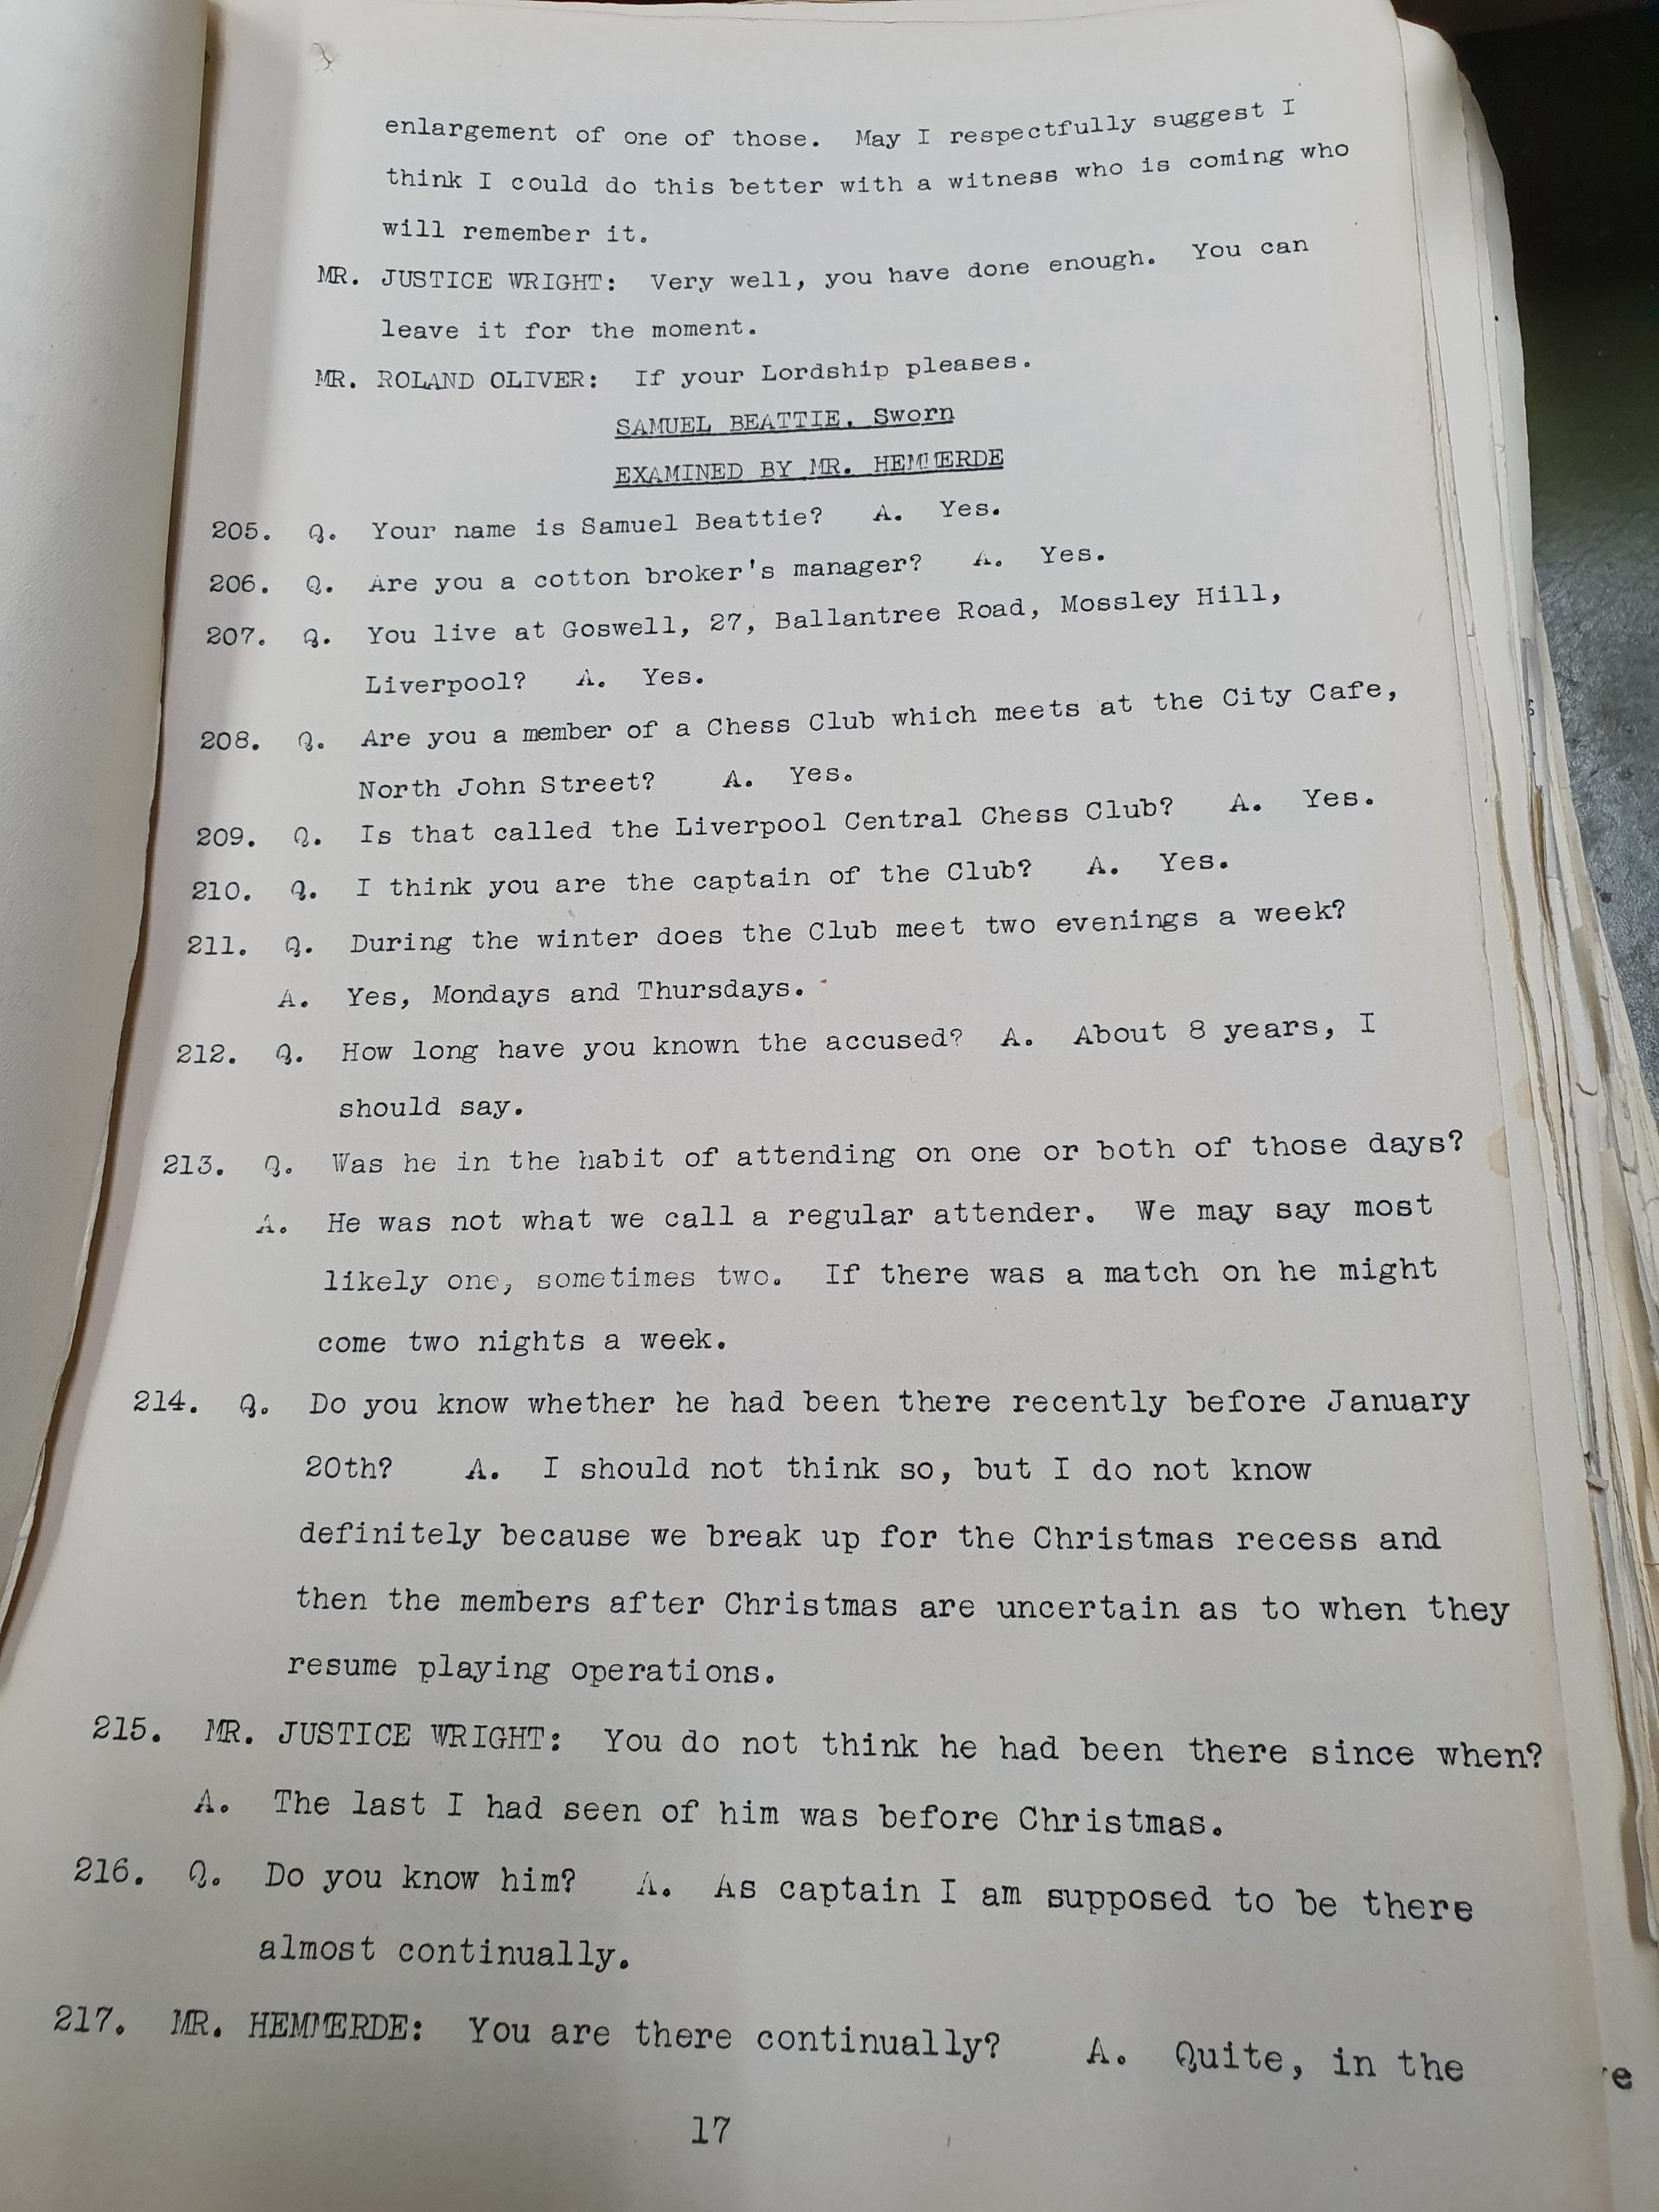 enlargement of one of those. May I respectfully suggest I
think I could do this better with a witness who is coming who
will remember it.
MR. JUSTICE WRIGHT: Very well, you have done enough. You can
leave it for the moment.
MR. ROLAND OLIVER: If your Lordship pleases.
SAMUEL BEATTIE. Sworn
EXAMINED BY MR. HEMMERDE
205. Q. Your name is Samuel Beattie? A. Yes.
206. Q. Are you a cotton broker's manager? A. Yes.
207. Q. You live at Goswell, 27, Ballantree Road, Mossley Hill,
Liverpool? A. Yes.
208. Q. Are you a member of a Chess Club which meets at the City Cafe,
North John Street? A. Yes.
209. Q. Is that called the Liverpool Central Chess Club? A. Yes.
210. Q. I think you are the captain of the Club? A. Yes.
211. Q. During the winter does the Club meet two evenings a week?
A. Yes, Mondays and Thursdays.
212. Q. How long have you known the accused? A. About 8 years, I
should say.
213. Q. Was he in the habit of attending on one or both of those days?
A. He was not what we call a regular attender. We may say most
likely one, sometimes two. If there was a match on he might
come two nights a week.
214. Q. Do you know whether he had been there recently before January
20th? A. I should not think so, but I do not know
definitely because we break up for the Christmas recess and
then the members after Christmas are uncertain as to when they
resume playing operations.
215. MR. JUSTICE WRIGHT: You do not think he had been there since when?
A. The last I had seen of him was before Christmas.
216. Q. Do you know him? A. As captain I am supposed to be there
almost continually.
217. MR. HEMMERDE: You are there continually? A. Quite, in the
17